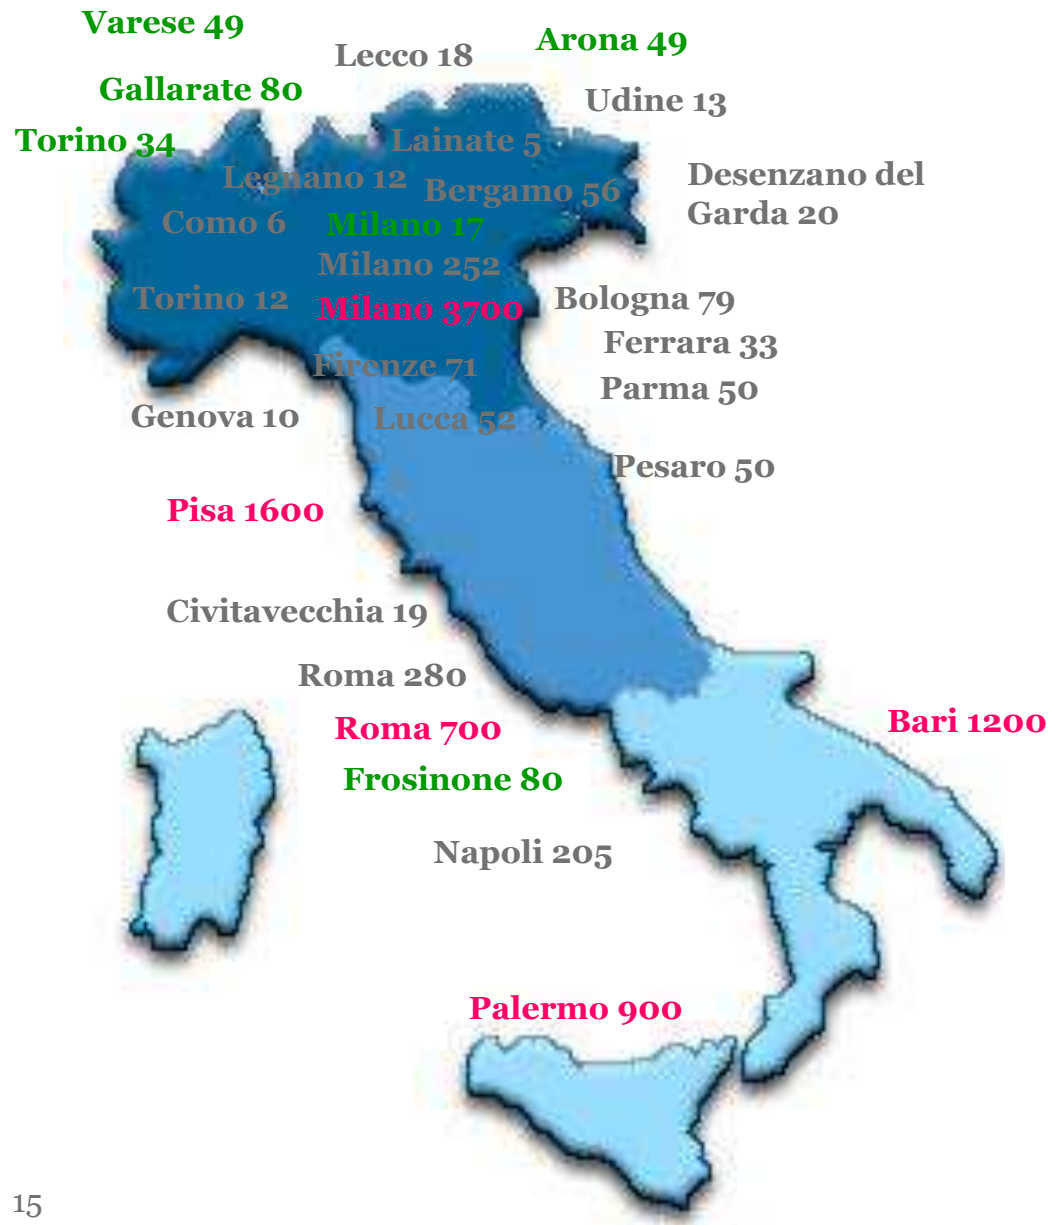 Varese 49
Arona 49
Lecco 18
Gallarate 80
Udine 13
Torino 34
Lainate 5
Legnano 12
Bergamo 56
Desenzano del
Garda 20
Como 6
Milano 17
Milano 252
Torino 12
Milano 3700
Bologna 79
Ferrara 33
Firenze 71
Parma 50
Genova 10
Lucca 52
Pesaro 50
Pisa 1600
Civitavecchia 19
Roma 280
Roma 700
Bari 1200
Frosinone 80
Napoli 205
Palermo 900
15